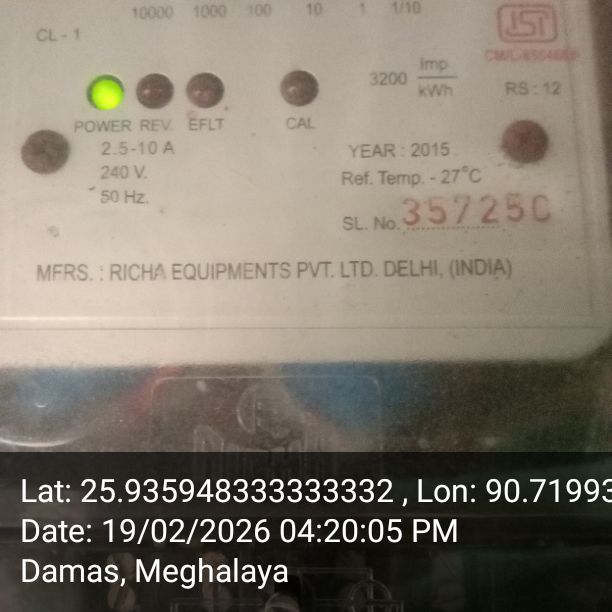 10000 1000 100 10 1 1/10
CL - 1
Imp
3200 kWh
RS : 12
POWER REV. EFLT CAL
2.5-10 A
240 V.
50 Hz.
YEAR : 2015
Ref. Temp. - 27°C
SL. No.
MFRS. : RICHA EQUIPMENTS PVT. LTD. DELHI, (INDIA)
Lat: 25.935948333333332 , Lon: 90.71993
Date: 19/02/2026 04:20:05 PM
Damas, Meghalaya